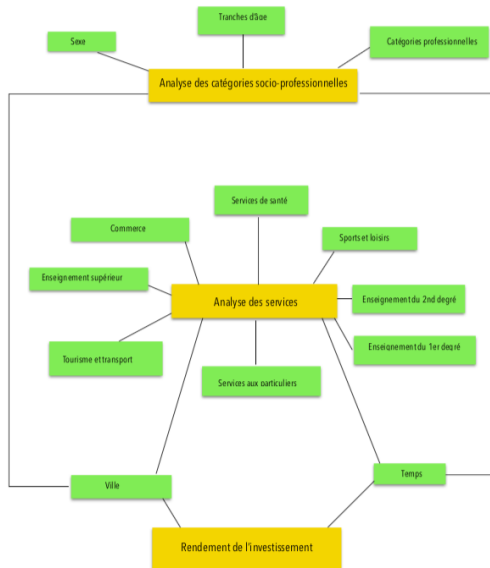 Tranches d'âge
Sexe
Catégories professionnelles
Analyse des catégories socio-professionnelles
Services de santé
Commerce
Sports et loisirs
Enseignement supérieur
Analyse des services
Enseignement du 2nd degré
Tourisme et transport
Enseignement du 1er degré
Services aux particuliers
Ville
Temps
Rendement de l'investissement